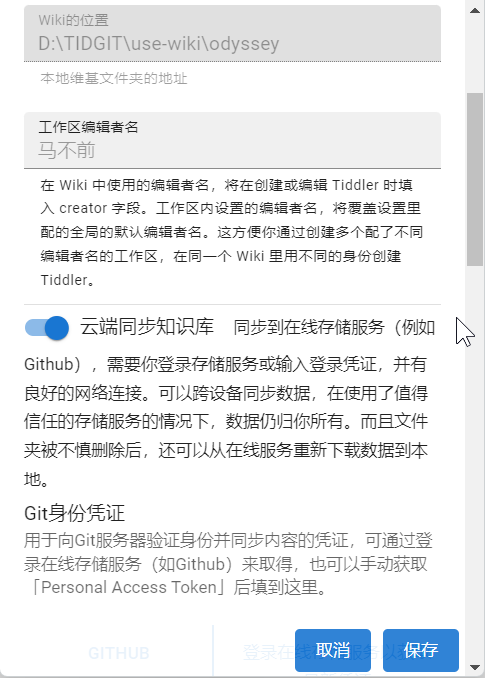 Wiki的位置
D:\TIDGIT\use-wiki\odyssey
本地维基文件夹的地址
工作区编辑者名
马不前
在 Wiki 中使用的编辑者名，将在创建或编辑 Tiddler 时填
入 creator 字段。工作区内设置的编辑者名，将覆盖设置里
配的全局的默认编辑者名。这方便你通过创建多个配了不同
编辑者名的工作区，在同一个 Wiki 里用不同的身份创建
Tiddler。
云端同步知识库 同步到在线存储服务（例如
Github），需要你登录存储服务或输入登录凭证，并有
良好的网络连接。可以跨设备同步数据，在使用了值得
信任的存储服务的情况下，数据仍归你所有。而且文件
夹被不慎删除后，还可以从在线服务重新下载数据到本
地。
Git身份凭证
用于向Git服务器验证身份并同步内容的凭证，可通过登
录在线存储服务（如Github）来取得，也可以手动获取
「Personal Access Token」后填到这里。
GITHUB
登录在线
服务以
取消
保存